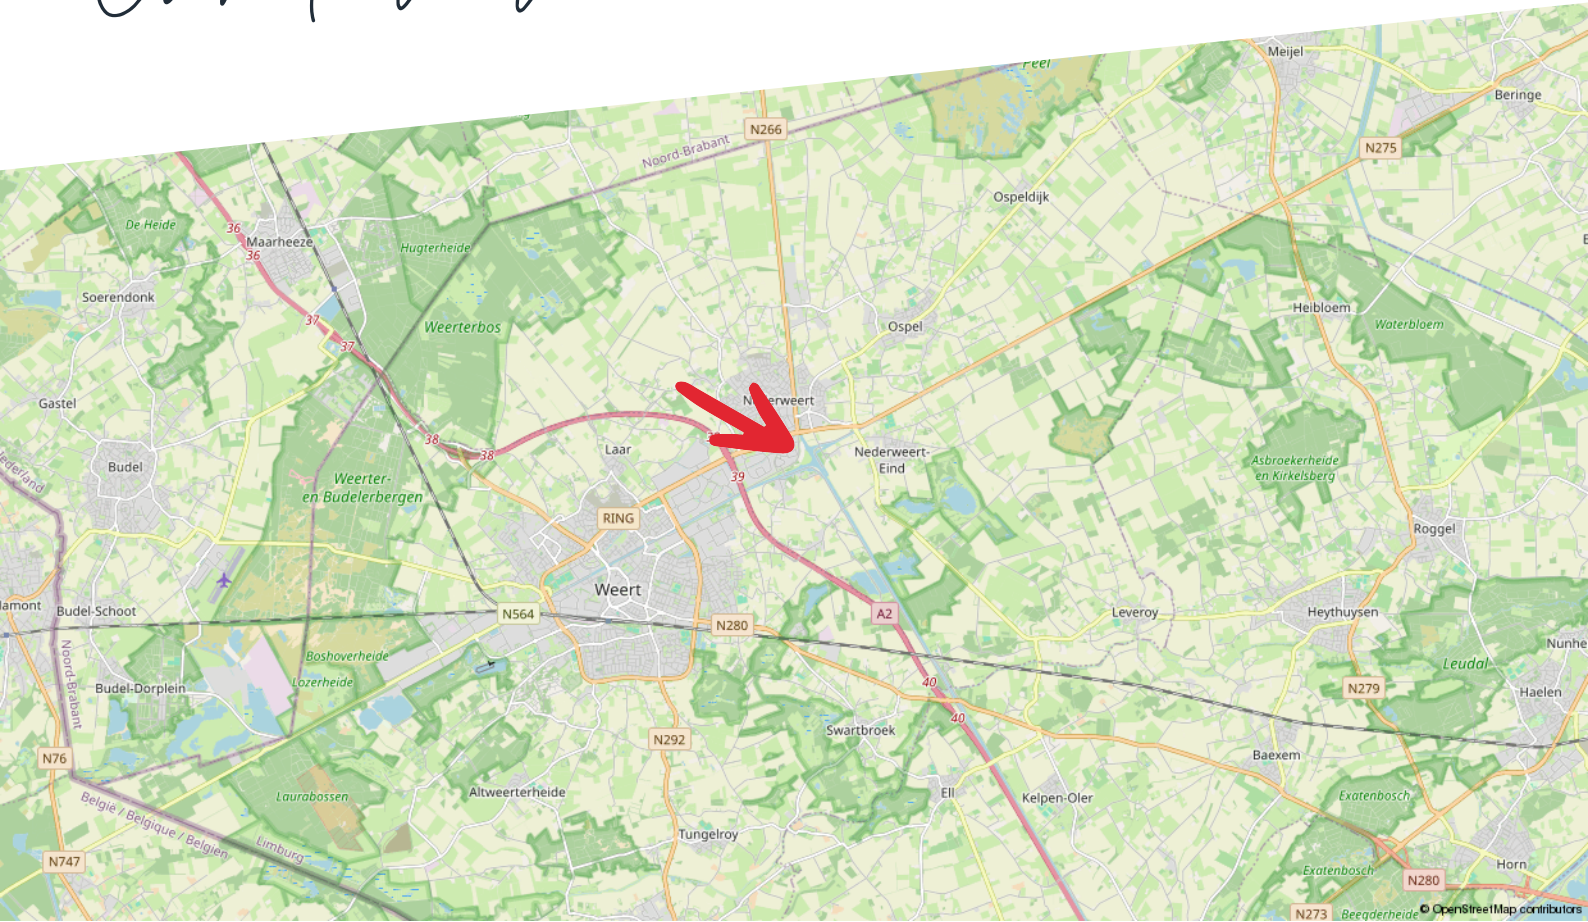 Meijel
Peel
Beringe
N266
Noord-Brabant
N275
Ospeldijk
De Heide
36
Maarheeze
36
Hugterheide
Soerendonk
Heibloem
37
Weerterbos
Ospel
Waterbloem
37
Gastel
Nederweert
38
Laar
38
Nederweert-
Eind
Budel
39
Asbroekerheide
en Kirkelsberg
Weerter-
en Budelerbergen
RING
Roggel
Weert
Budel-Schoot
N564
A2
Leveroy
Heythuysen
N280
Noord-Brabant
Boshoverheide
Leudal
Lozerheide
40
Budel-Dorplein
N279
Haelen
40
Swartbroek
N292
N76
Baexem
Laurabossen
Altweerterheide
Ell
Kelpen-Oler
Exatenbosch
België / Belgique / Belgien
Limburg
Tungelroy
N747
Horn
Exatenbosch
N280
N273
Beegderheide
© OpenStreetMap contributors